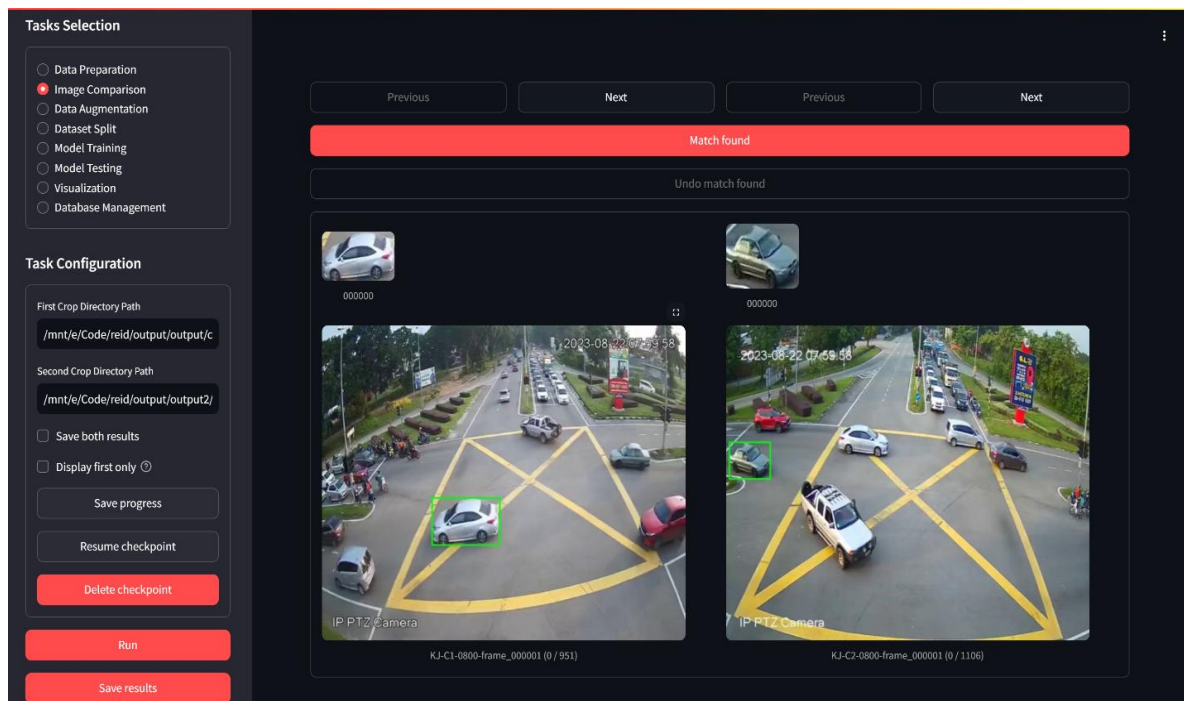 Tasks Selection
Data Preparation
Image Comparison
Data Augmentation
Dataset Split
Model Training
Model Testing
Visualization
Database Management
Task Configuration
First Crop Directory Path
/mnt/e/Code/reid/output/output/c
Second Crop Directory Path
/mnt/e/Code/reid/output/output2/
Save both results
Display first only
Save progress
Resume checkpoint
Delete checkpoint
Run
Save results
Previous Next Previous Next
Match found
Undo match found
000000
000000
2023-08-22 07:59:58
IP PTZ Camera
KJ-C1-0800-frame_000001 (0 / 951)
2023-08-22 07:59:58
IP PTZ Camera
KJ-C2-0800-frame_000001 (0 / 1106)